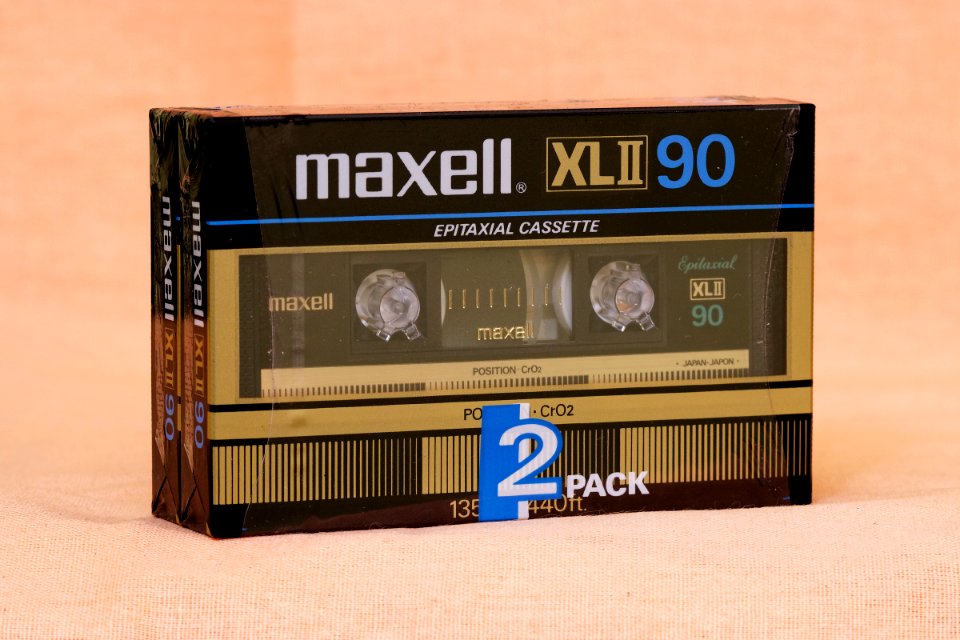 maxell® XLII 90
EPITAXIAL CASSETTE
maxell
Epitaxial
XLII
90
maxell
POSITION·CrO2
·JAPAN-JAPON·
· CrO2
2 PACK
440ft.
maxell XLII 90
maxell XLII 90